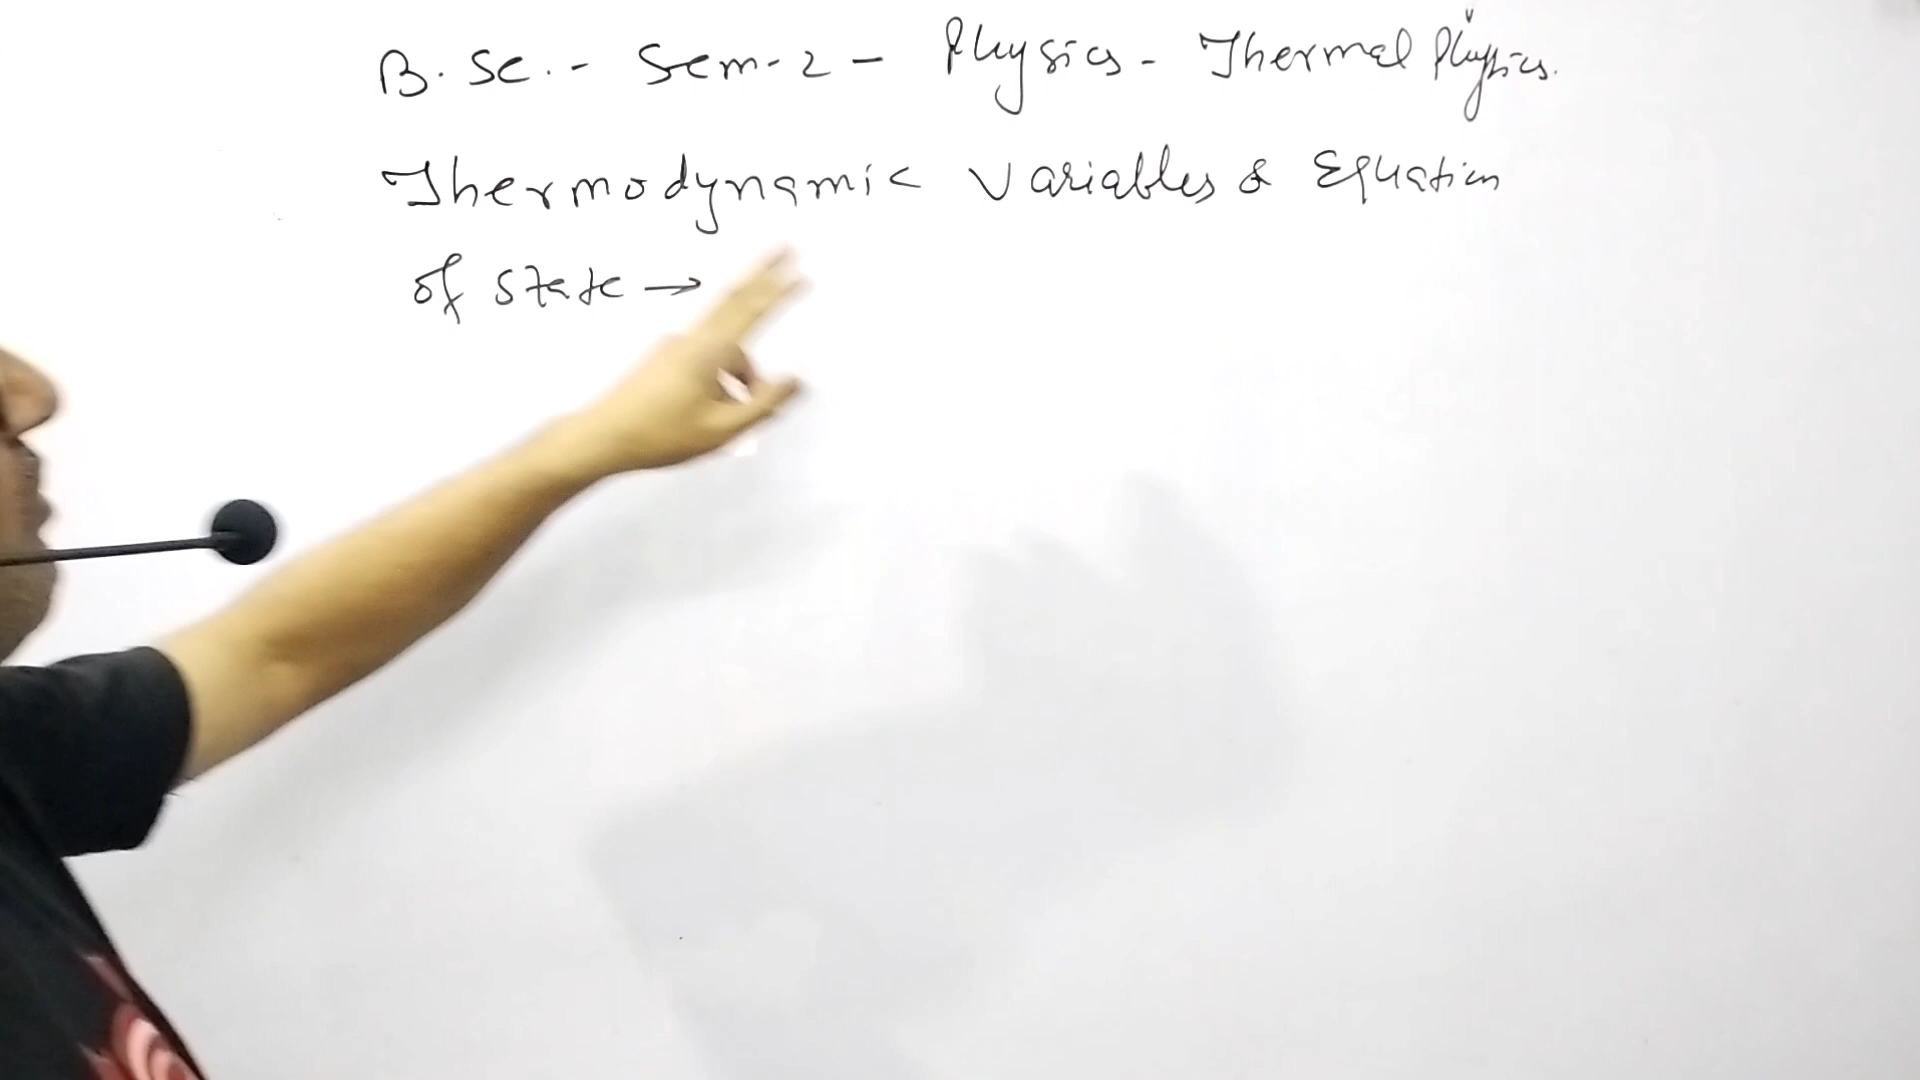 B.Sc.- Sem-2 - Physics - Thermal Physics.
Thermodynamic Variables & Equation
of state →